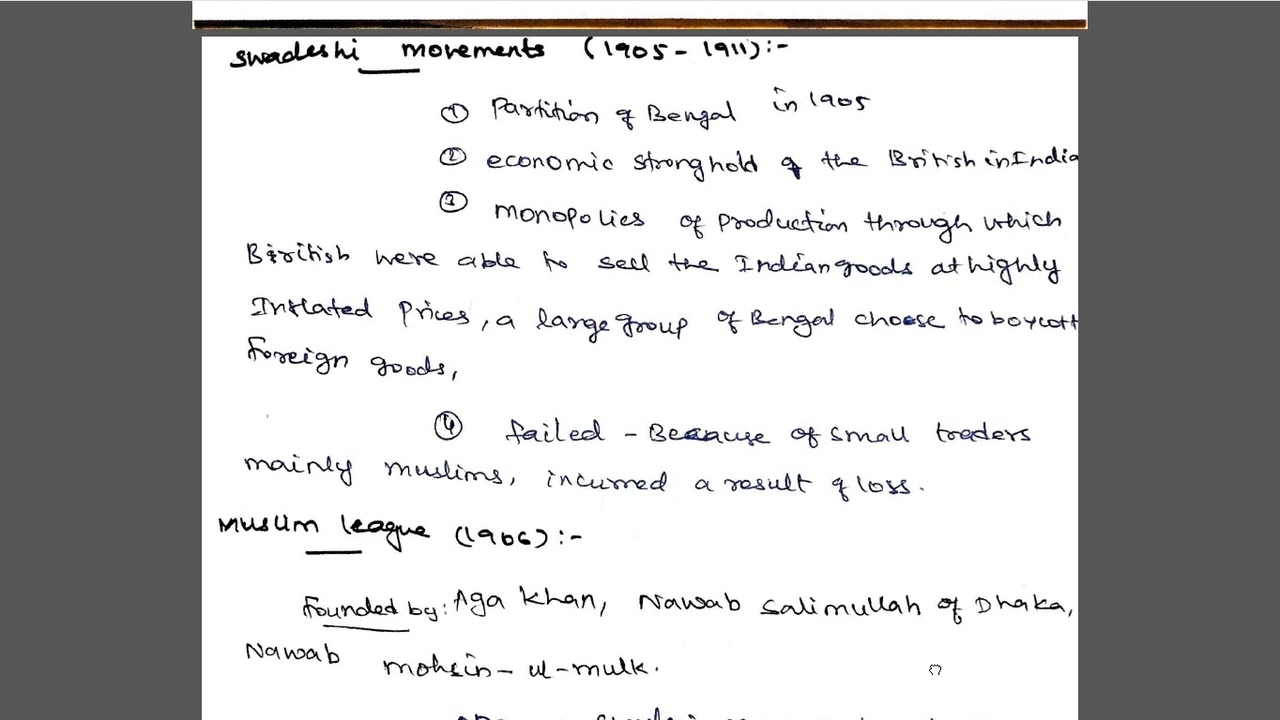 Swadeshi movements (1905 - 1911):-
① Partition of Bengal in 1905
② economic stronghold of the British in India
③ monopolies of production through which
British were able to sell the Indian goods at highly
Inflated Prices, a large group of Bengal choose to boycott
foreign goods,
④ failed - Because of small traders
mainly muslims, incurred a result of loss.
Muslim league (1906):-
Founded by: Aga Khan, Nawab Salimullah of Dhaka,
Nawab mohsin-ul-mulk.